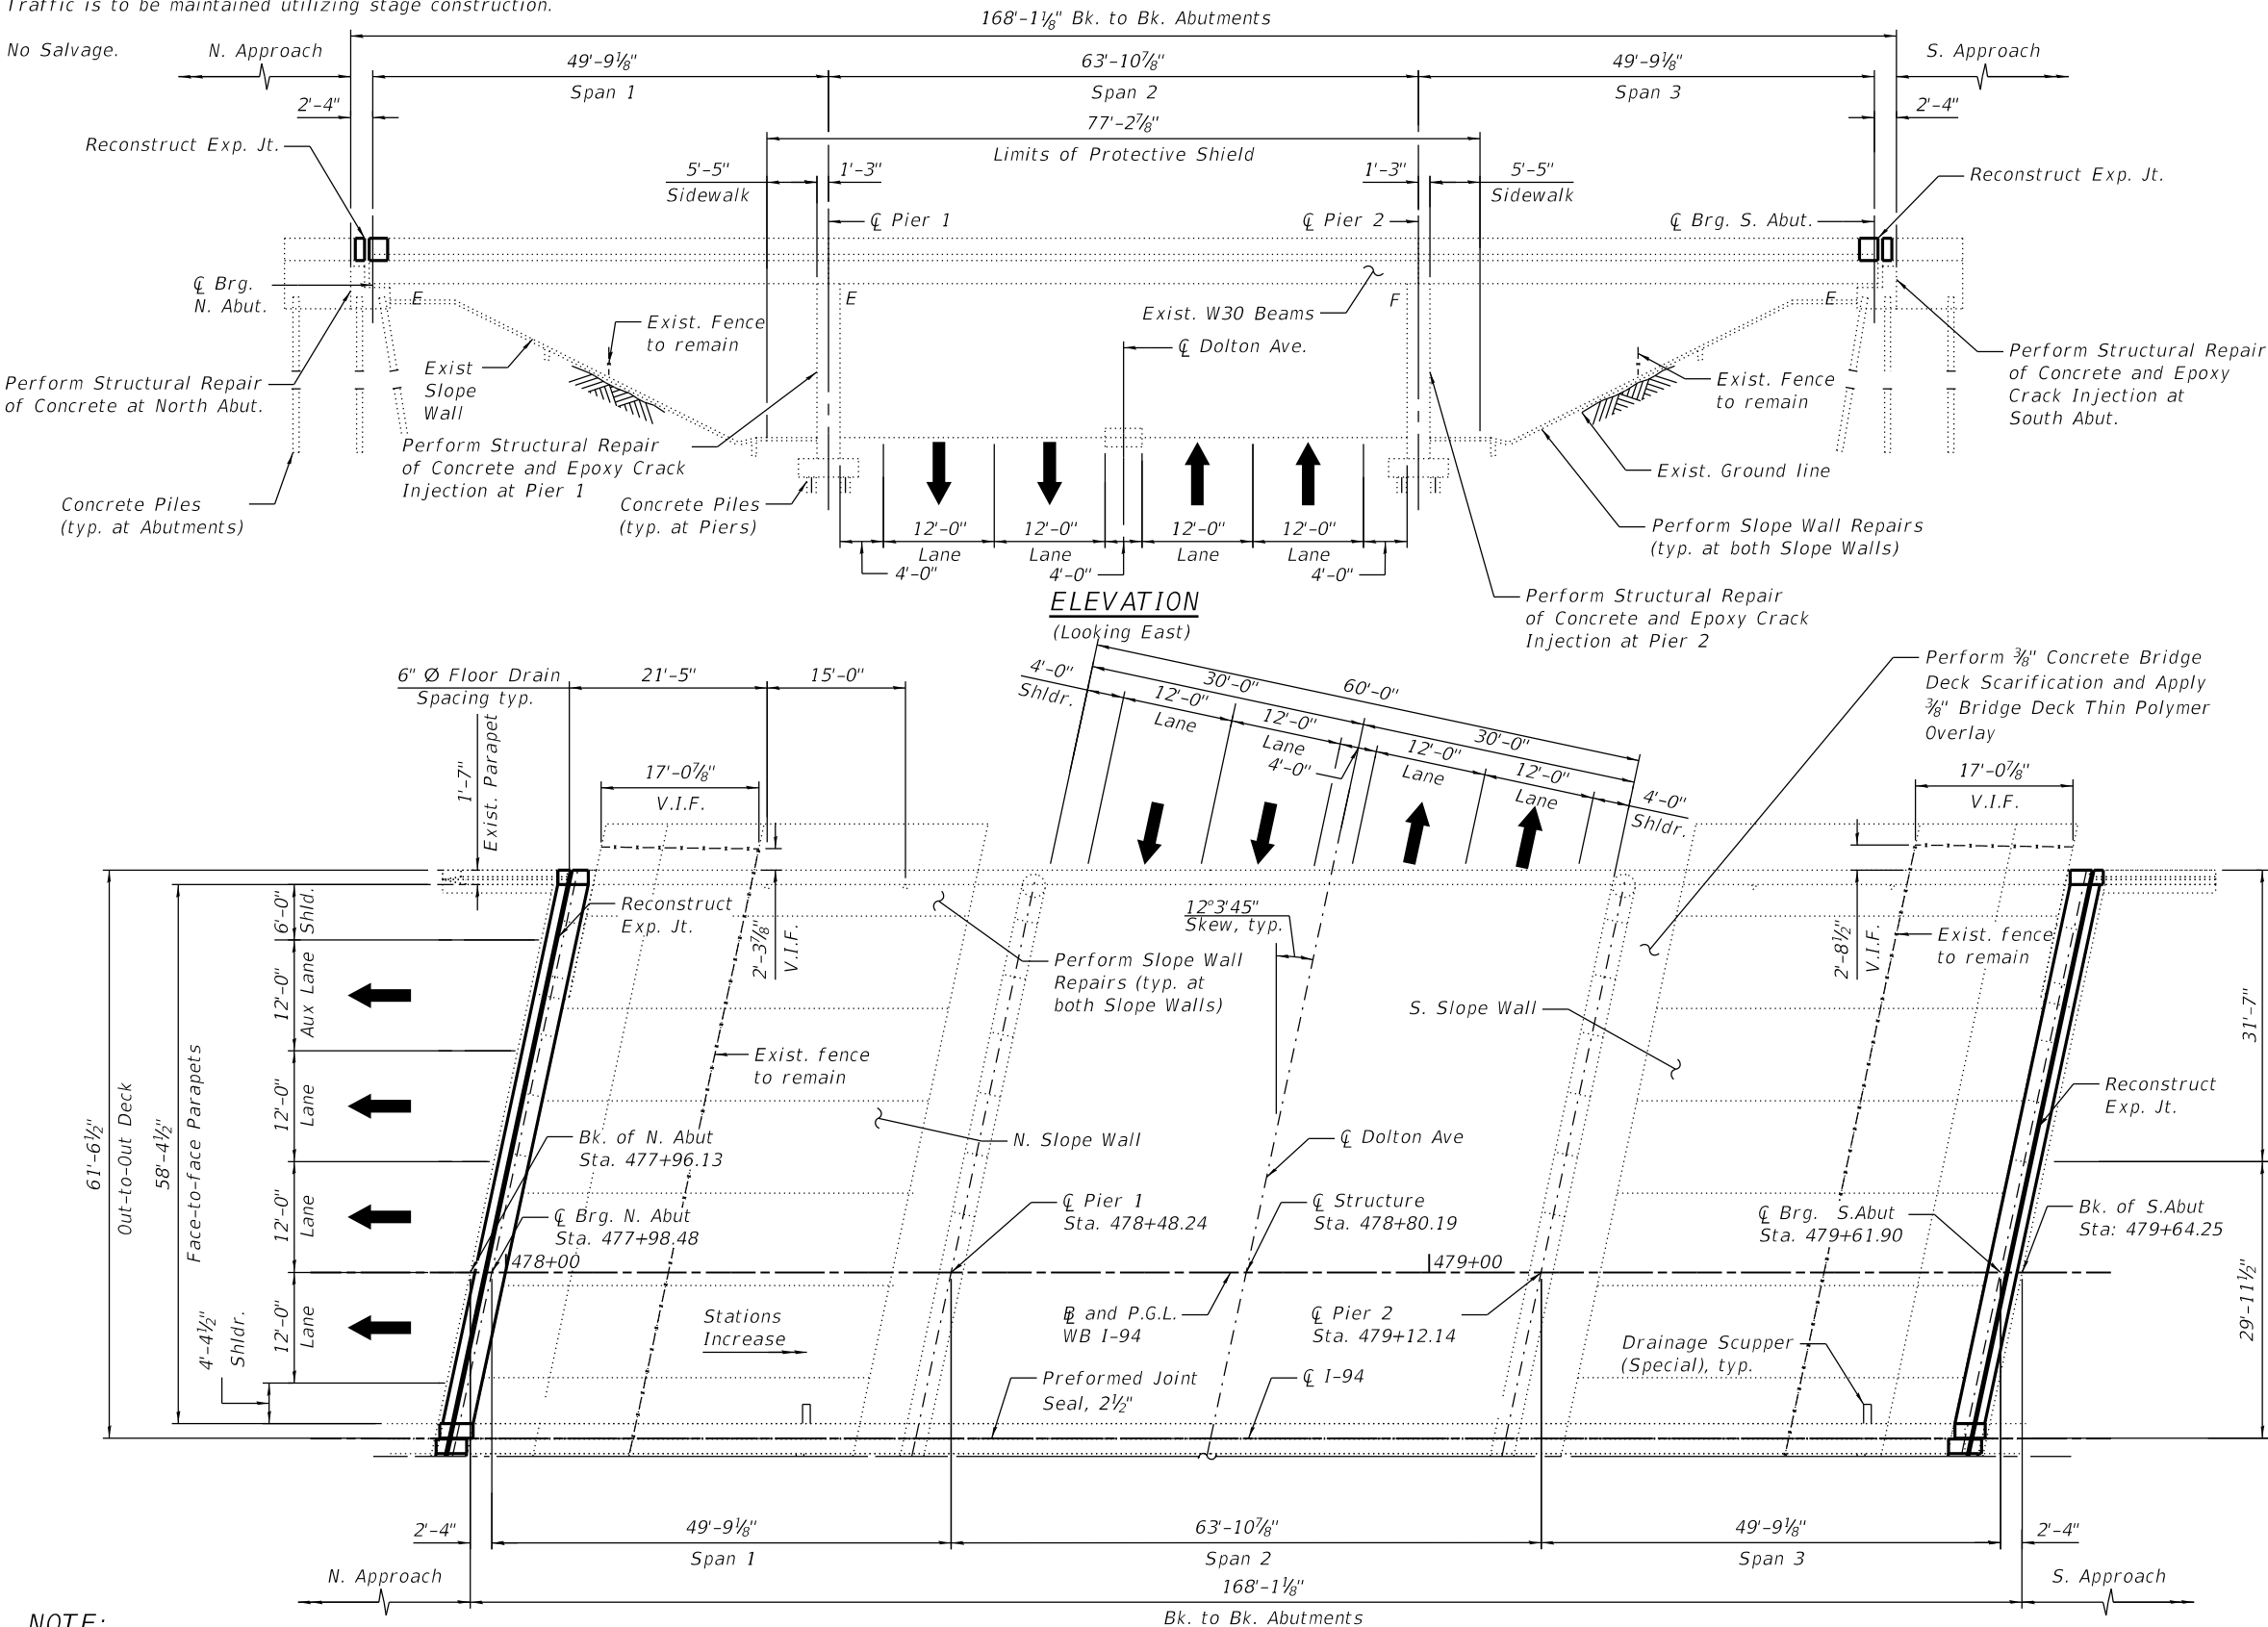 Traffic is to be maintained utilizing stage construction.
No Salvage.
168'-1⅛" Bk. to Bk. Abutments
N. Approach
S. Approach
49'-9⅛"
Span 1
63'-10⅞"
Span 2
49'-9⅛"
Span 3
2'-4"
2'-4"
77'-2⅞"
Limits of Protective Shield
Reconstruct Exp. Jt.
Reconstruct Exp. Jt.
5'-5"
Sidewalk
1'-3"
1'-3"
5'-5"
Sidewalk
℄ Pier 1
℄ Pier 2
℄ Brg. S. Abut.
℄ Brg.
N. Abut.
E
E
F
E
Exist. W30 Beams
Exist. Fence
to remain
℄ Dolton Ave.
Exist
Slope
Wall
Exist. Fence
to remain
Perform Structural Repair
of Concrete at North Abut.
Perform Structural Repair
of Concrete and Epoxy
Crack Injection at
South Abut.
Perform Structural Repair
of Concrete and Epoxy Crack
Injection at Pier 1
Exist. Ground line
Concrete Piles
(typ. at Abutments)
Concrete Piles
(typ. at Piers)
Perform Slope Wall Repairs
(typ. at both Slope Walls)
12'-0"
Lane
12'-0"
Lane
12'-0"
Lane
12'-0"
Lane
4'-0"
4'-0"
4'-0"
Perform Structural Repair
of Concrete and Epoxy Crack
Injection at Pier 2
ELEVATION
(Looking East)
6" Ø Floor Drain
Spacing typ.
21'-5"
15'-0"
4'-0"
Shldr.
30'-0"
60'-0"
30'-0"
12'-0"
Lane
12'-0"
Lane
4'-0"
12'-0"
Lane
12'-0"
Lane
4'-0"
Shldr.
Perform ⅜" Concrete Bridge
Deck Scarification and Apply
⅜" Bridge Deck Thin Polymer
Overlay
1'-7"
Exist. Parapet
17'-0⅞"
V.I.F.
17'-0⅞"
V.I.F.
61'-6½"
Out-to-Out Deck
58'-4½"
Face-to-face Parapets
6'-0"
Shld.
12'-0"
Aux Lane
12'-0"
Lane
12'-0"
Lane
12'-0"
Lane
4'-4½"
Shldr.
Reconstruct
Exp. Jt.
2'-3⅞"
V.I.F.
12°3'45"
Skew, typ.
Perform Slope Wall
Repairs (typ. at
both Slope Walls)
2'-8½"
V.I.F.
Exist. fence
to remain
31'-7"
29'-11½"
S. Slope Wall
Exist. fence
to remain
Reconstruct
Exp. Jt.
Bk. of N. Abut
Sta. 477+96.13
N. Slope Wall
℄ Dolton Ave
℄ Brg. N. Abut
Sta. 477+98.48
℄ Pier 1
Sta. 478+48.24
℄ Structure
Sta. 478+80.19
℄ Brg. S.Abut
Sta. 479+61.90
Bk. of S.Abut
Sta: 479+64.25
478+00
479+00
Stations
Increase
BL and P.G.L.
WB I-94
℄ Pier 2
Sta. 479+12.14
Drainage Scupper
(Special), typ.
Preformed Joint
Seal, 2½"
℄ I-94
2'-4"
49'-9⅛"
Span 1
63'-10⅞"
Span 2
49'-9⅛"
Span 3
2'-4"
N. Approach
168'-1⅛"
Bk. to Bk. Abutments
S. Approach
NOTE: